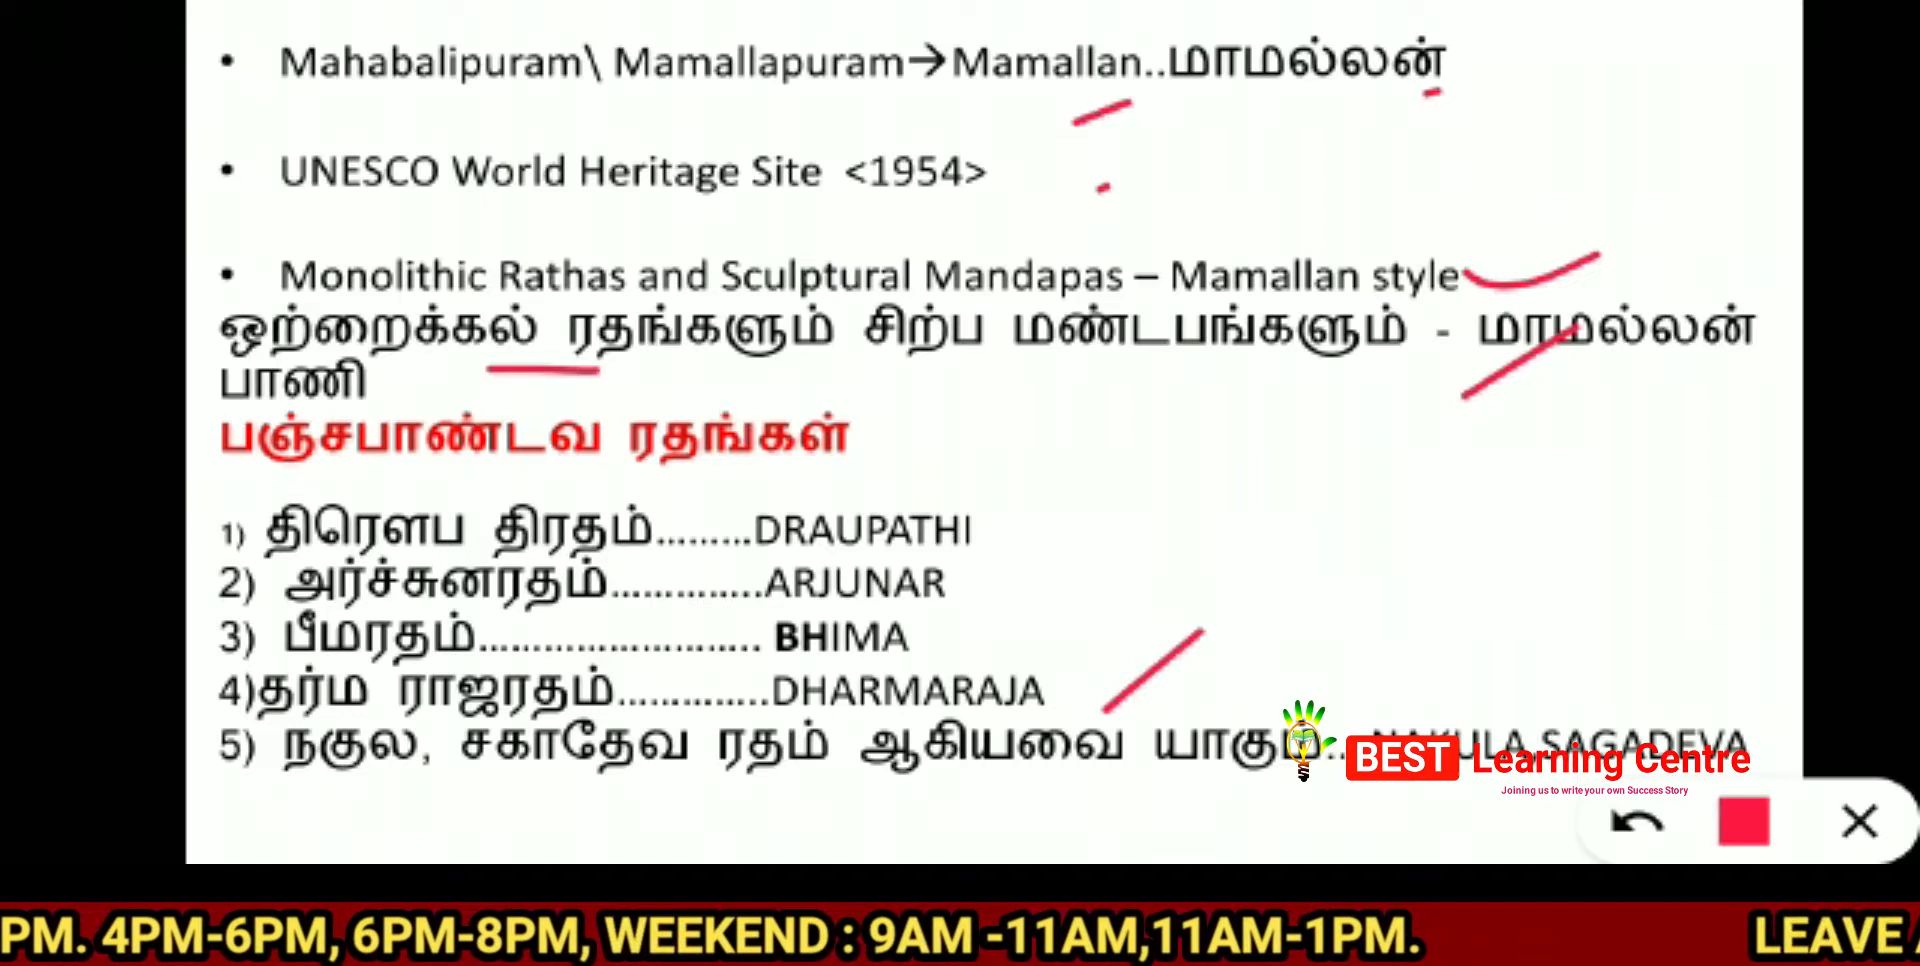 • Mahabalipuram\ Mamallapuram→Mamallan..மாமல்லன்
• UNESCO World Heritage Site <1954>
• Monolithic Rathas and Sculptural Mandapas – Mamallan style
ஒற்றைக்கல் ரதங்களும் சிற்ப மண்டபங்களும் - மாமல்லன்
பாணி
பஞ்சபாண்டவ ரதங்கள்
1) திரௌப திரதம்.........DRAUPATHI
2) அர்ச்சுனரதம்..............ARJUNAR
3) பீமரதம்.......................... BHIMA
4)தர்ம ராஜரதம்..............DHARMARAJA
5) நகுல, சகாதேவ ரதம் ஆகியவை யாகும்... NAKULA,SAGADEVA
BEST Learning Centre
Joining us to write your own Success Story
PM. 4PM-6PM, 6PM-8PM, WEEKEND : 9AM -11AM,11AM-1PM. LEAVE